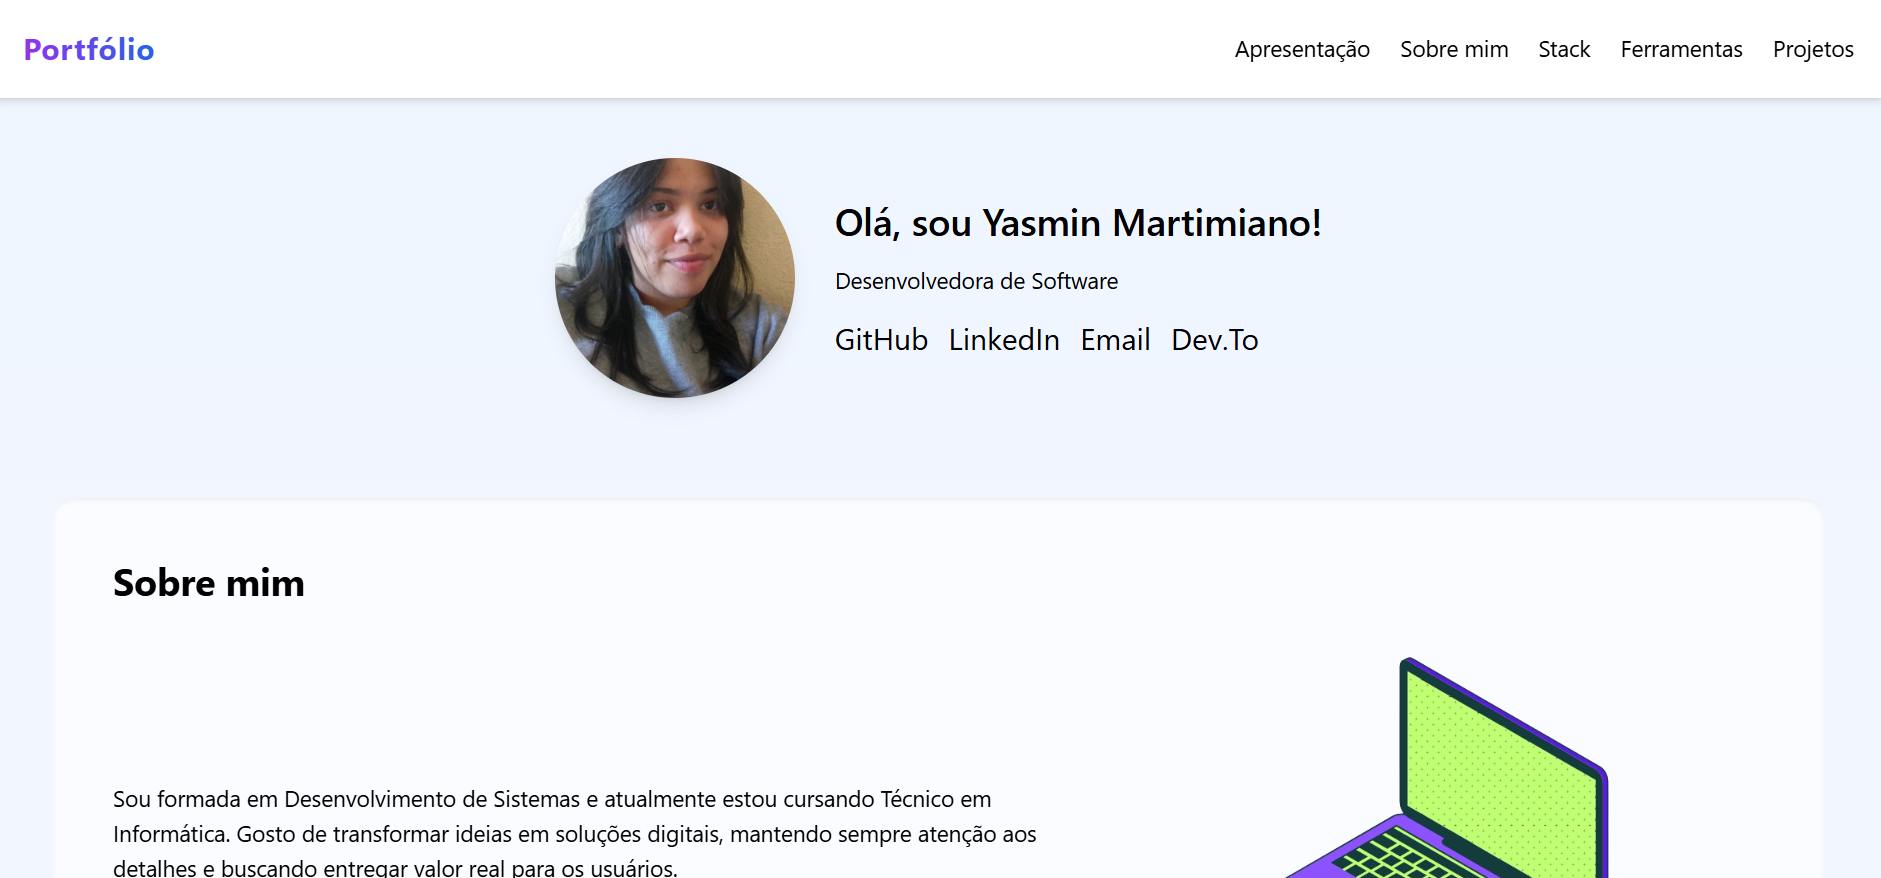 Portfólio
Apresentação Sobre mim Stack Ferramentas Projetos
Olá, sou Yasmin Martimiano!
Desenvolvedora de Software
GitHub LinkedIn Email Dev.To
Sobre mim
Sou formada em Desenvolvimento de Sistemas e atualmente estou cursando Técnico em
Informática. Gosto de transformar ideias em soluções digitais, mantendo sempre atenção aos
detalhes e buscando entregar valor real para os usuários.